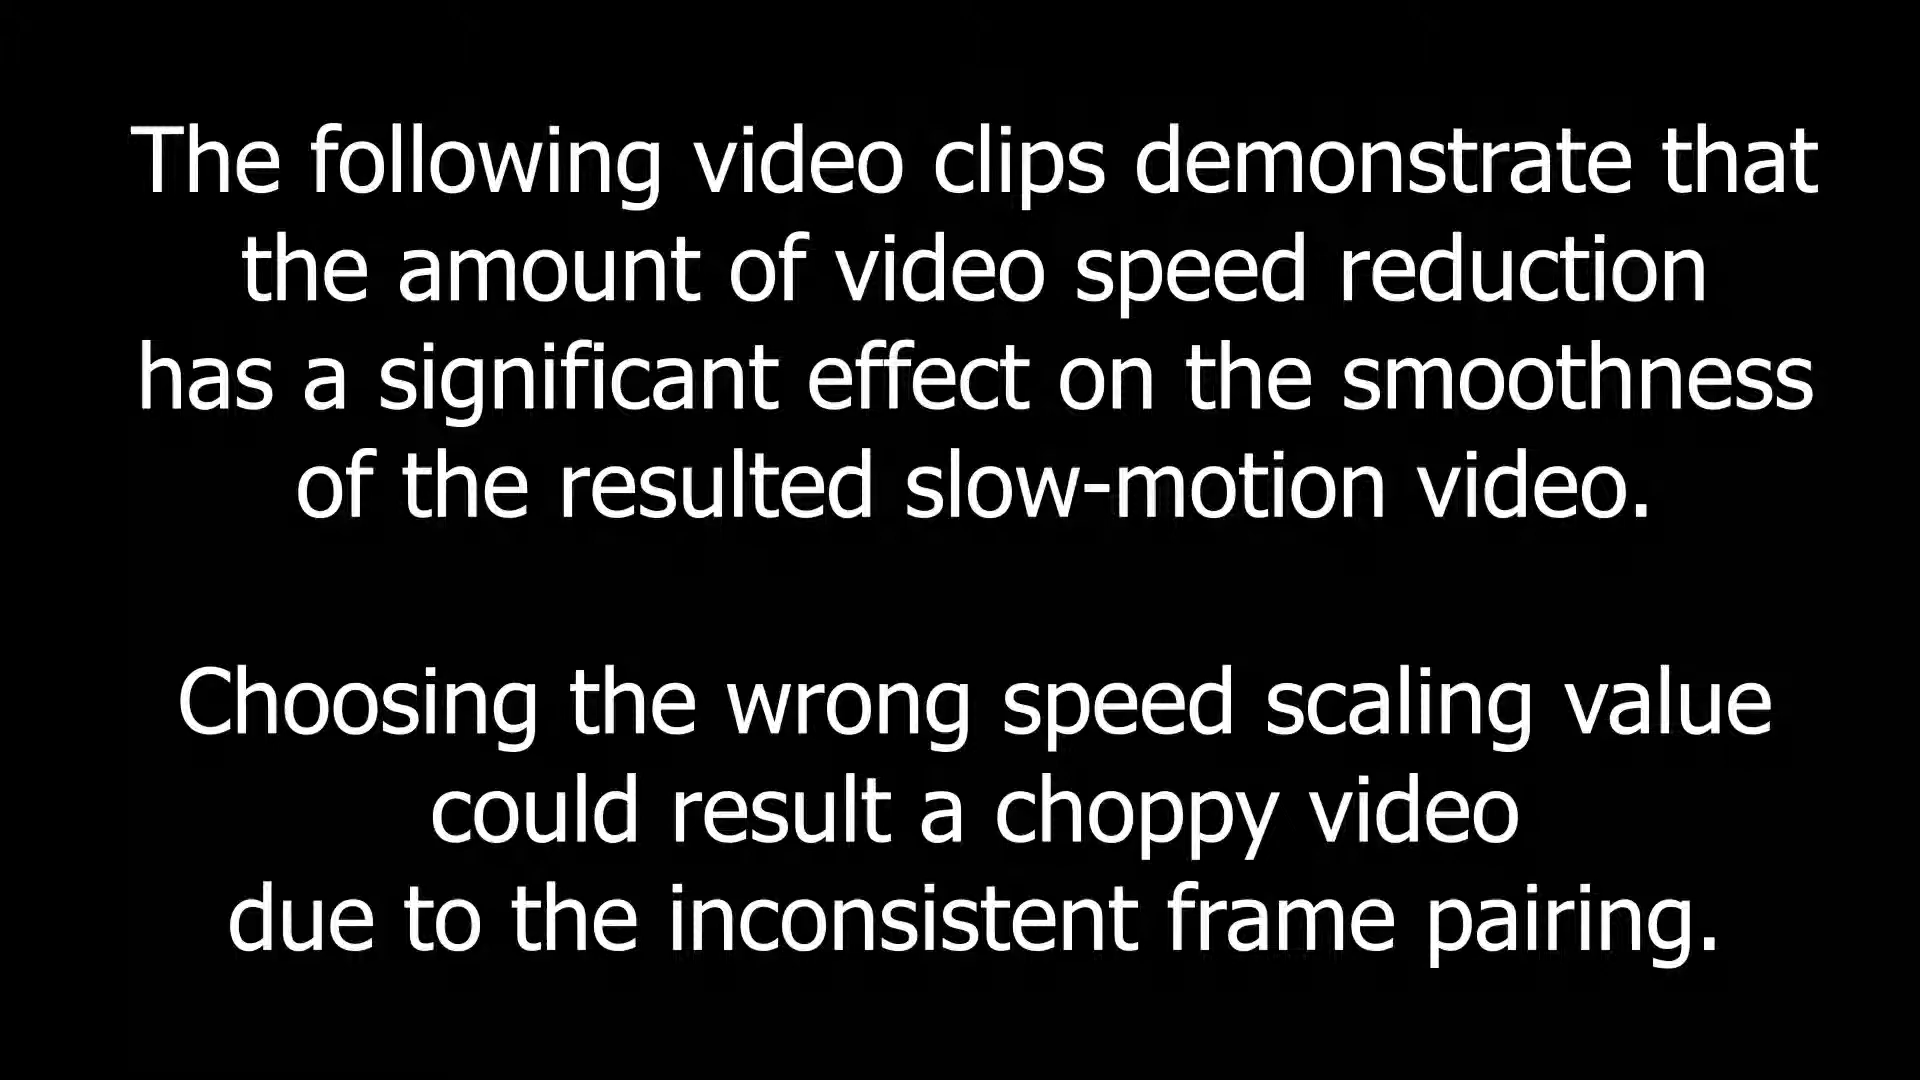 The following video clips demonstrate that
the amount of video speed reduction
has a significant effect on the smoothness
of the resulted slow-motion video.
Choosing the wrong speed scaling value
could result a choppy video
due to the inconsistent frame pairing.